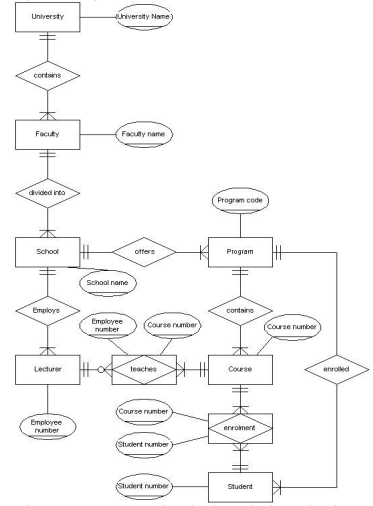 University
University Name
contains
Faculty
Faculty name
divided into
Program code
School
offers
Program
School name
Employs
contains
Employee
number
Course number
Course number
Lecturer
teaches
Course
enrolled
Employee
number
Course number
enrolment
Student number
Student number
Student